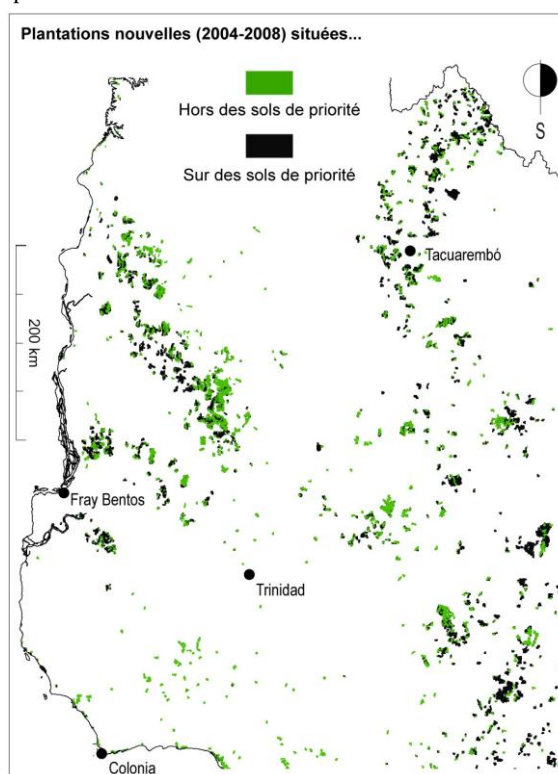 Plantations nouvelles (2004-2008) situées...
Hors des sols de priorité
Sur des sols de priorité
S
Tacuarembó
200 km
Fray Bentos
Trinidad
Colonia